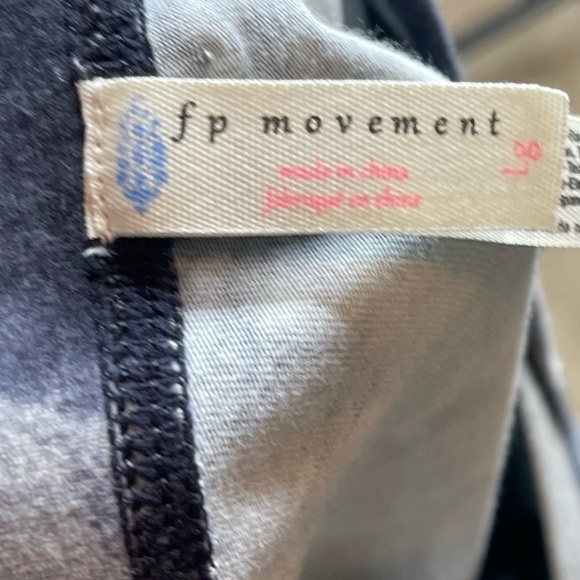 fp movement
made in china
fabriqué en chine